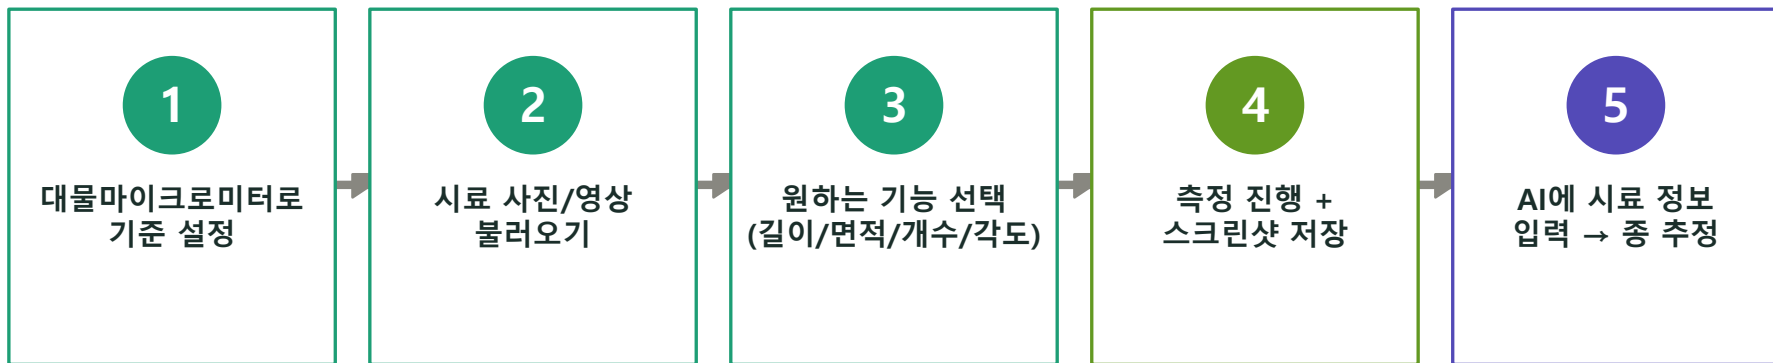 1
대물마이크로미터로
기준 설정
2
시료 사진/영상
불러오기
3
원하는 기능 선택
(길이/면적/개수/각도)
4
측정 진행 +
스크린샷 저장
5
AI에 시료 정보
입력 → 종 추정